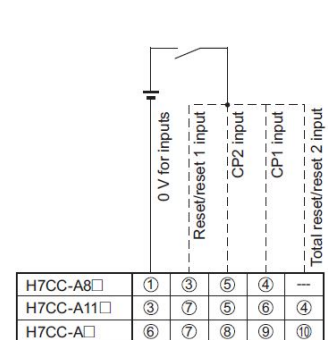 0 V for inputs
Reset/reset 1 input
CP2 input
CP1 input
Total reset/reset 2 input
H7CC-A8□ ① ③ ⑤ ④ ---
H7CC-A11□ ③ ⑦ ⑤ ⑥ ④
H7CC-A□ ⑥ ⑦ ⑧ ⑨ ⑩